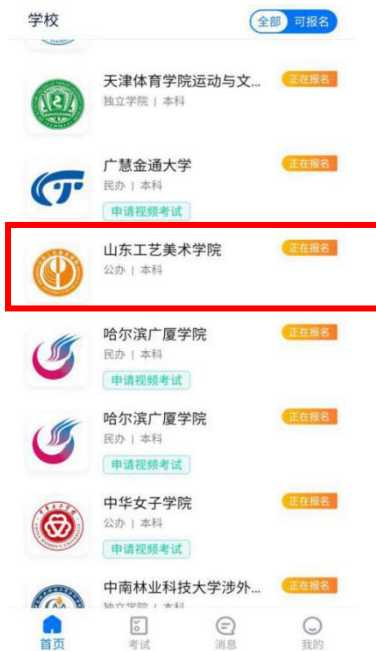 学校
全部 可报名
天津体育学院运动与文... 正在报名
独立学院 | 本科
广慧金通大学 正在报名
民办 | 本科
申请视频考试
山东工艺美术学院 正在报名
公办 | 本科
哈尔滨广厦学院 正在报名
民办 | 本科
申请视频考试
哈尔滨广厦学院 正在报名
民办 | 本科
申请视频考试
中华女子学院 正在报名
公办 | 本科
申请视频考试
中南林业科技大学涉外... 正在报名
独立学院 | 本科
首页 考试 消息 我的